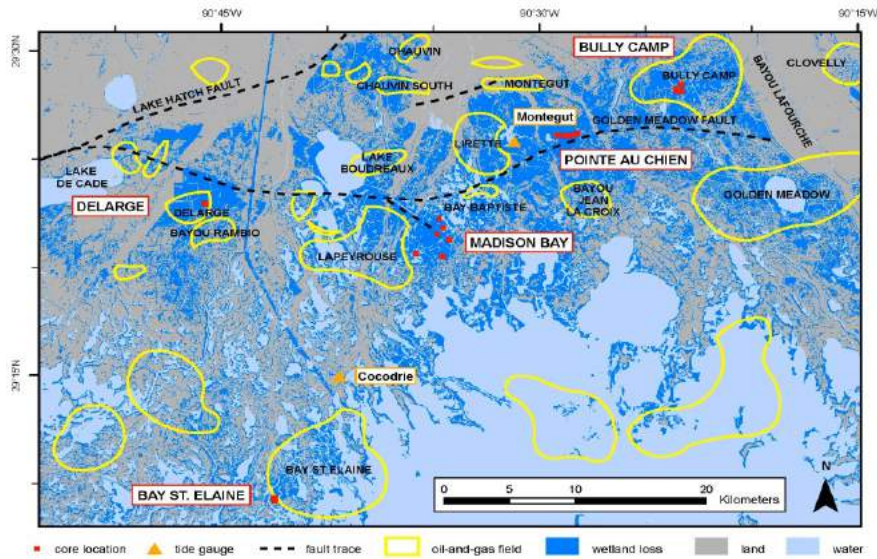 90°45'W
90°30'W
90°15'W
29°30'N
29°15'N
BULLY CAMP
CHAUVIN
CLOVELLY
BULLY CAMP
LAKE HATCH FAULT
CHAUVIN SOUTH
MONTEGUT
BAYOU LAFOURCHE
Montegut
GOLDEN MEADOW FAULT
LIRETTE
LAKE
BOUDREAUX
POINTE AU CHIEN
LAKE
DE CADE
DELARGE
DELARGE
BAYOU RAMBIO
BAY BAPTISTE
BAYOU
JEAN
LA CROIX
GOLDEN MEADOW
MADISON BAY
LAPEYROUSE
Cocodrie
BAY ST. ELAINE
BAY ST. ELAINE
N
0 5 10 20
Kilometers
core location
tide gauge
fault trace
oil-and-gas field
wetland loss
land
water